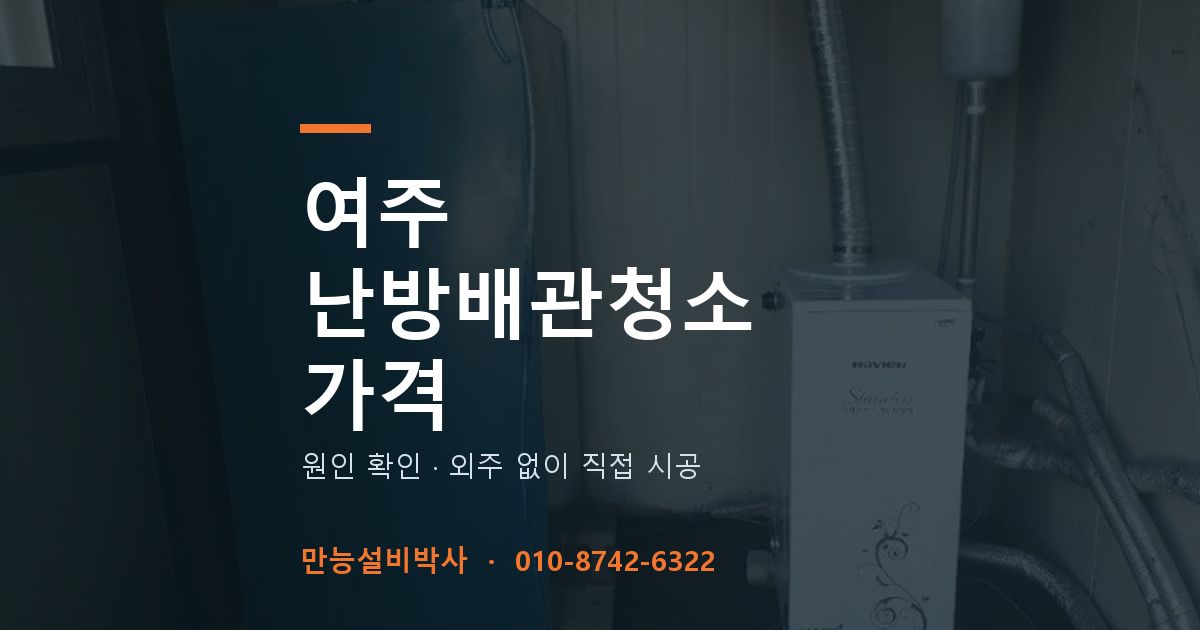 여주
난방배관청소
가격
원인 확인 · 외주 없이 직접 시공
만능설비박사 · 010-8742-6322
NAVIEN
Stainless